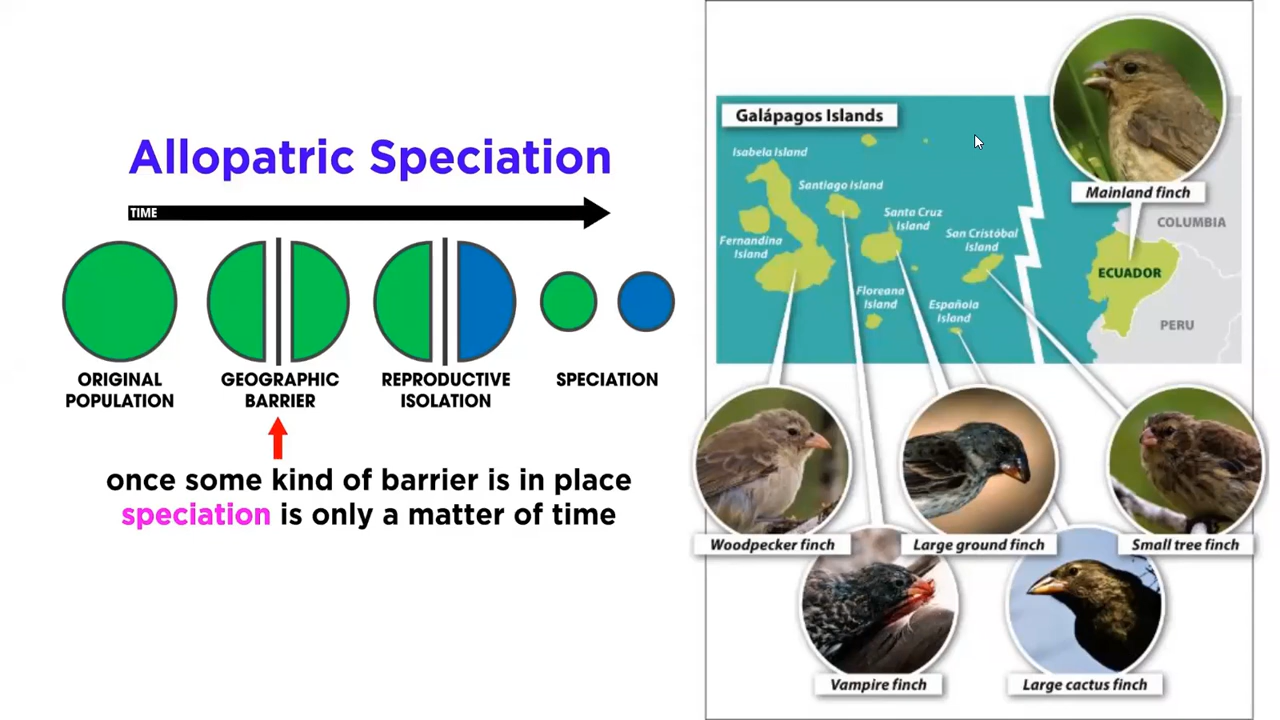 Allopatric Speciation
TIME
ORIGINAL
POPULATION
GEOGRAPHIC
BARRIER
REPRODUCTIVE
ISOLATION
SPECIATION
once some kind of barrier is in place
speciation is only a matter of time
Galápagos Islands
Isabela Island
Santiago Island
Santa Cruz
Island
San Cristóbal
Island
Fernandina
Island
Floreana
Island
Española
Island
Mainland finch
COLUMBIA
ECUADOR
PERU
Woodpecker finch
Large ground finch
Small tree finch
Vampire finch
Large cactus finch